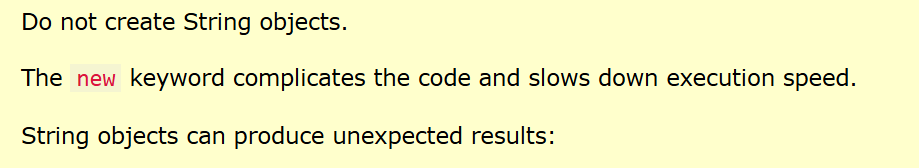 Do not create String objects.
The new keyword complicates the code and slows down execution speed.
String objects can produce unexpected results: